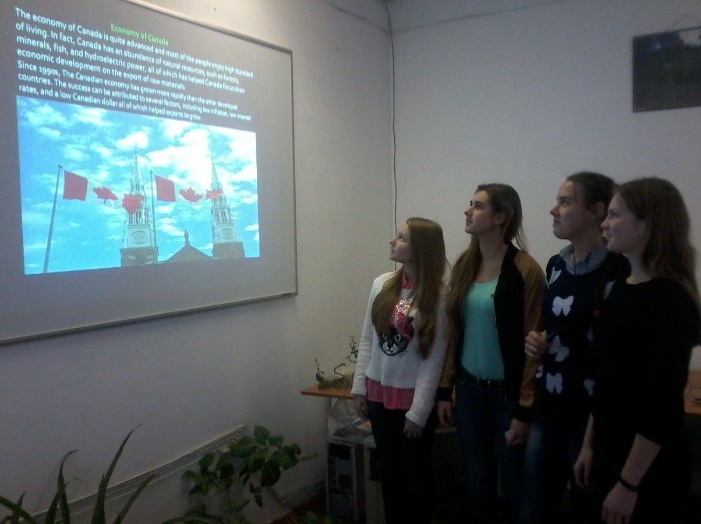 Economy of Canada
The economy of Canada is quite advanced and most of the people enjoy high standard
of living. In fact, Canada has an abundance of natural resources, such as forests,
minerals, fish, and hydroelectric power, all of which has helped Canada focus their
economic development on the export of raw materials
Since 1990s, The Canadian economy has grown more rapidly than the other developed
countries. The success can be attributed to several factors, including low inflation, low interest
rates, and a low Canadian dollar all of which helped exports to grow